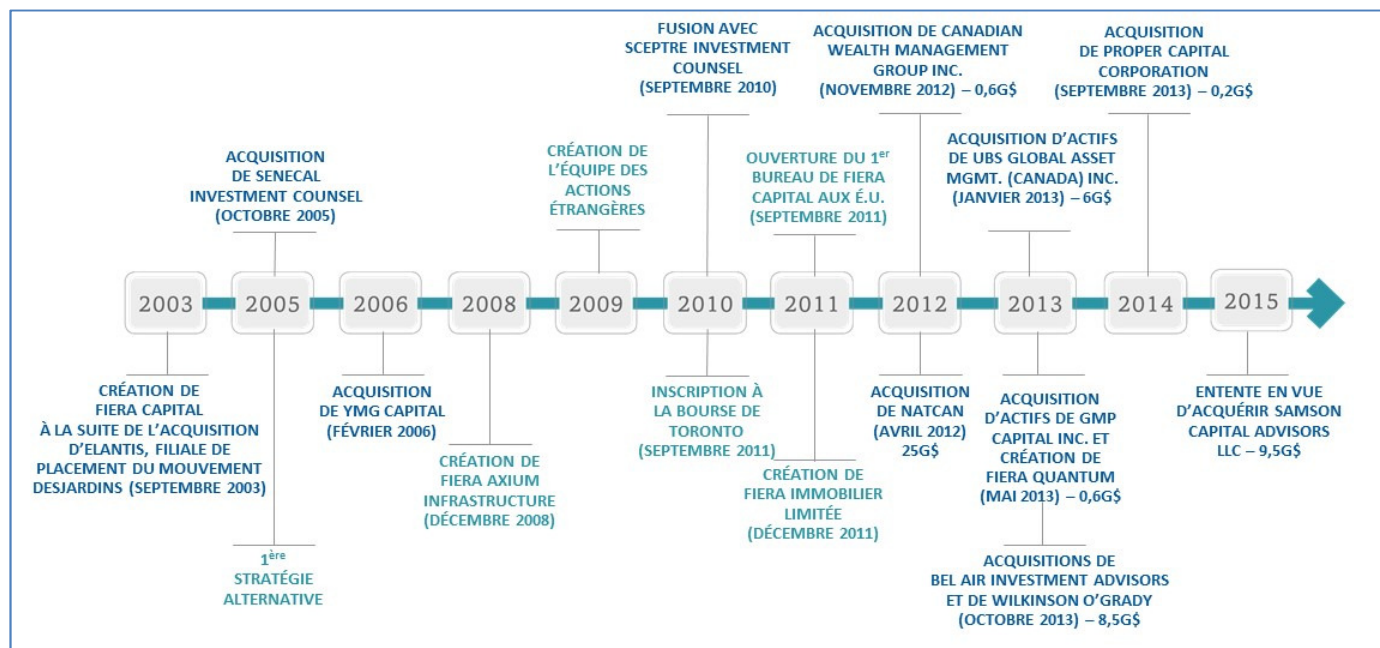 FUSION AVEC
SCEPTRE INVESTMENT
COUNSEL
(SEPTEMBRE 2010)
ACQUISITION DE CANADIAN
WEALTH MANAGEMENT
GROUP INC.
(NOVEMBRE 2012) – 0,6G$
ACQUISITION
DE PROPER CAPITAL
CORPORATION
(SEPTEMBRE 2013) – 0,2G$
ACQUISITION
DE SENECAL
INVESTMENT COUNSEL
(OCTOBRE 2005)
CRÉATION DE
L'ÉQUIPE DES
ACTIONS
ÉTRANGÈRES
OUVERTURE DU 1er
BUREAU DE FIERA
CAPITAL AUX É.U.
(SEPTEMBRE 2011)
ACQUISITION D'ACTIFS
DE UBS GLOBAL ASSET
MGMT. (CANADA) INC.
(JANVIER 2013) – 6G$
2003
2005
2006
2008
2009
2010
2011
2012
2013
2014
2015
CRÉATION DE
FIERA CAPITAL
À LA SUITE DE L'ACQUISITION
D'ELANTIS, FILIALE DE
PLACEMENT DU MOUVEMENT
DESJARDINS (SEPTEMBRE 2003)
1ère
STRATÉGIE
ALTERNATIVE
ACQUISITION
DE YMG CAPITAL
(FÉVRIER 2006)
CRÉATION DE
FIERA AXIUM
INFRASTRUCTURE
(DÉCEMBRE 2008)
INSCRIPTION À
LA BOURSE DE
TORONTO
(SEPTEMBRE 2011)
CRÉATION DE
FIERA IMMOBILIER
LIMITÉE
(DÉCEMBRE 2011)
ACQUISITION
DE NATCAN
(AVRIL 2012)
25G$
ACQUISITION
D'ACTIFS DE GMP
CAPITAL INC. ET
CRÉATION DE
FIERA QUANTUM
(MAI 2013) – 0,6G$
ACQUISITIONS DE
BEL AIR INVESTMENT ADVISORS
ET DE WILKINSON O'GRADY
(OCTOBRE 2013) – 8,5G$
ENTENTE EN VUE
D'ACQUÉRIR SAMSON
CAPITAL ADVISORS
LLC – 9,5G$